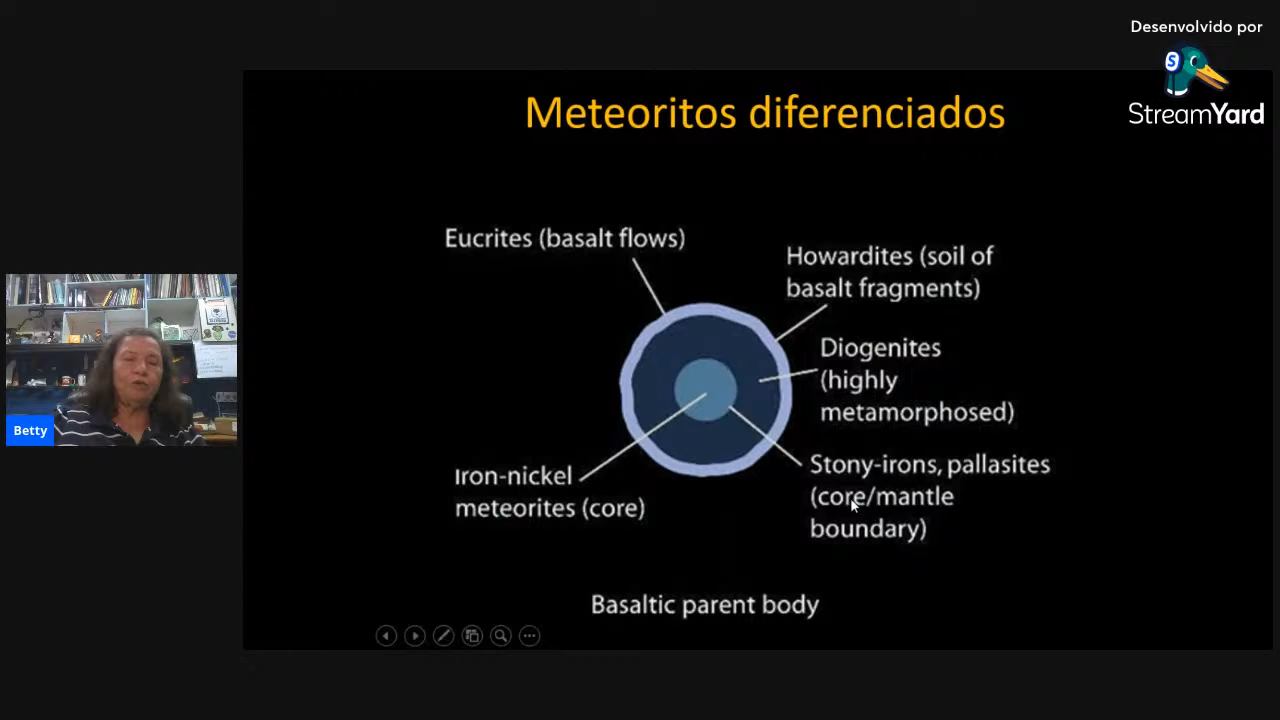 Desenvolvido por
StreamYard
Meteoritos diferenciados
Eucrites (basalt flows)
Howardites (soil of
basalt fragments)
Diogenites
(highly
metamorphosed)
Stony-irons, pallasites
(core/mantle
boundary)
Iron-nickel
meteorites (core)
Basaltic parent body
Betty